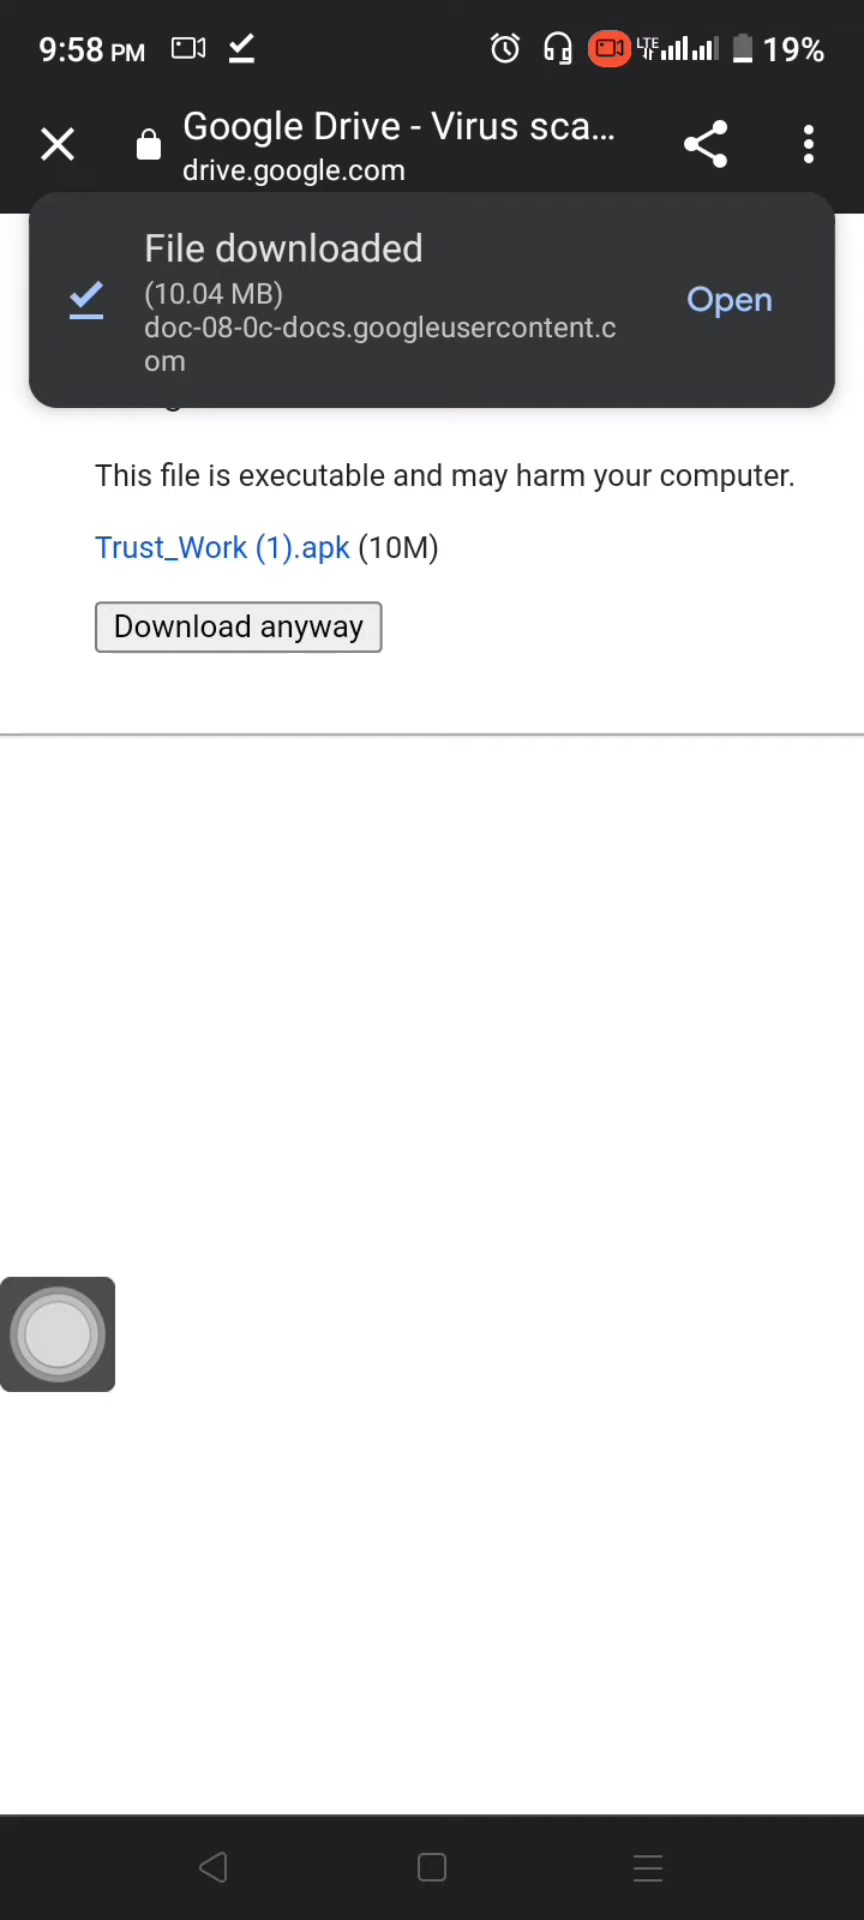 9:58 PM
LTE
19%
Google Drive - Virus sca...
drive.google.com
File downloaded
(10.04 MB)
doc-08-0c-docs.googleusercontent.c
om
Open
This file is executable and may harm your computer.
Trust_Work (1).apk (10M)
Download anyway